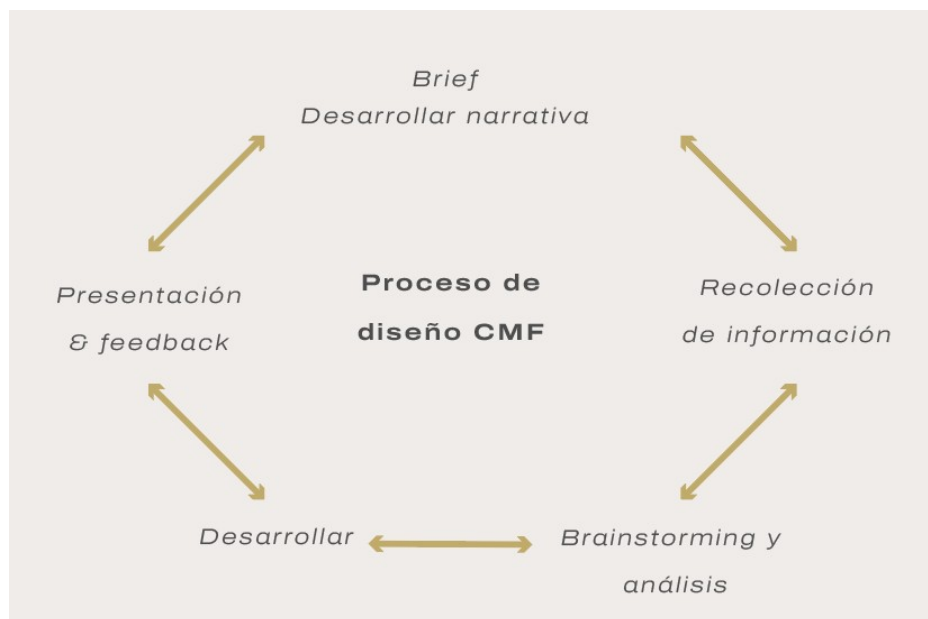 Brief
Desarrollar narrativa
Proceso de
diseño CMF
Presentación
& feedback
Recolección
de información
Desarrollar
Brainstorming y
análisis